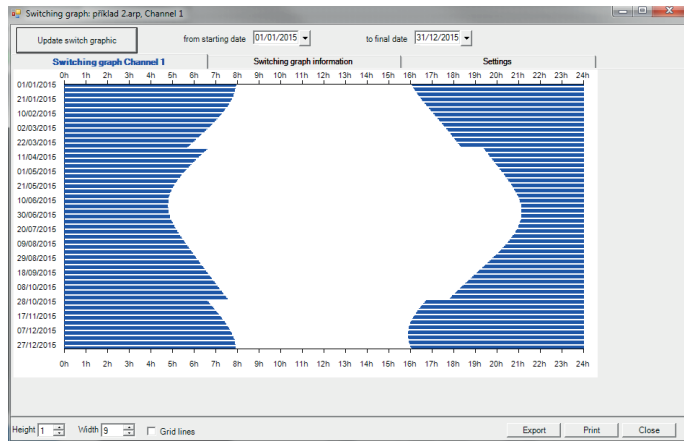 Switching graph: příklad 2.arp, Channel 1
Update switch graphic
from starting date 01/01/2015
to final date 31/12/2015
Switching graph Channel 1
Switching graph information
Settings
0h 1h 2h 3h 4h 5h 6h 7h 8h 9h 10h 11h 12h 13h 14h 15h 16h 17h 18h 19h 20h 21h 22h 23h 24h
01/01/2015
21/01/2015
10/02/2015
02/03/2015
22/03/2015
11/04/2015
01/05/2015
21/05/2015
10/06/2015
30/06/2015
20/07/2015
09/08/2015
29/08/2015
18/09/2015
08/10/2015
28/10/2015
17/11/2015
07/12/2015
27/12/2015
0h 1h 2h 3h 4h 5h 6h 7h 8h 9h 10h 11h 12h 13h 14h 15h 16h 17h 18h 19h 20h 21h 22h 23h 24h
Height 1 Width 9 Grid lines
Export Print Close